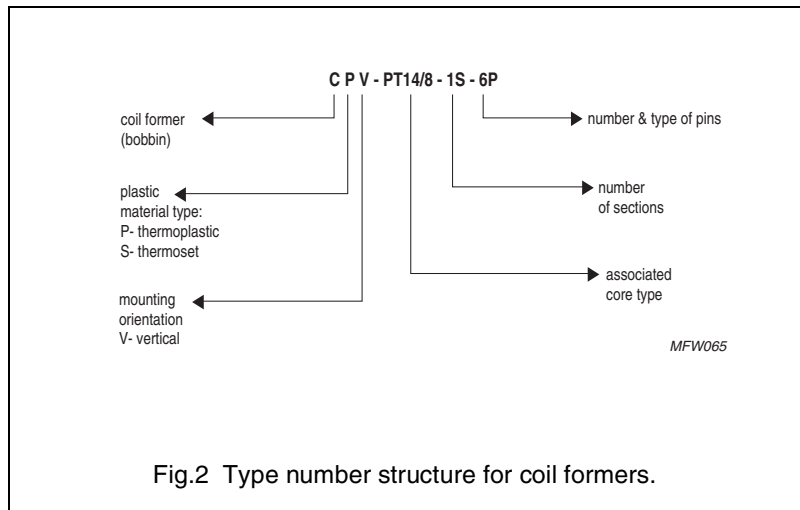 C P V - PT14/8 - 1S - 6P
coil former
(bobbin)
plastic
material type:
P- thermoplastic
S- thermoset
mounting
orientation
V- vertical
number & type of pins
number
of sections
associated
core type
MFW065
Fig.2 Type number structure for coil formers.